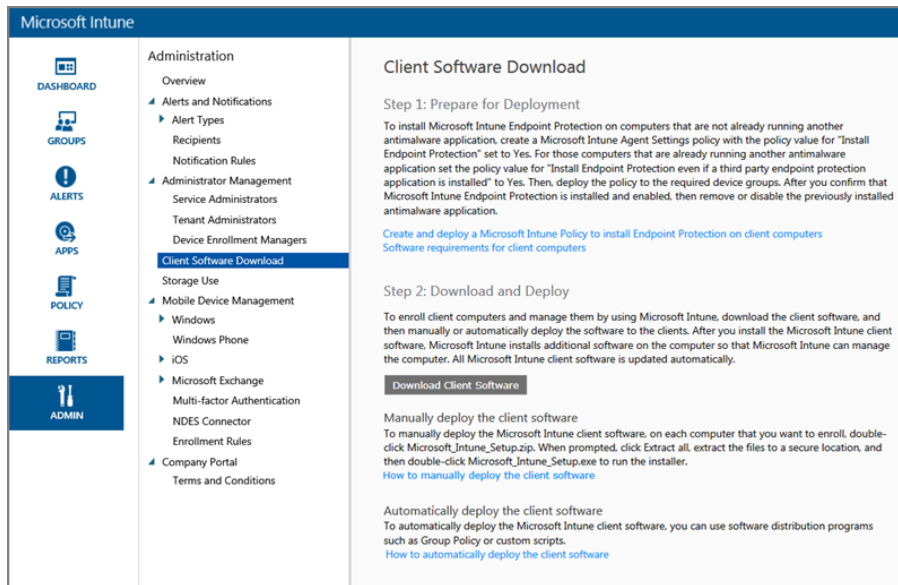 Microsoft Intune
DASHBOARD
GROUPS
ALERTS
APPS
POLICY
REPORTS
ADMIN
Administration
Overview
Alerts and Notifications
Alert Types
Recipients
Notification Rules
Administrator Management
Service Administrators
Tenant Administrators
Device Enrollment Managers
Client Software Download
Storage Use
Mobile Device Management
Windows
Windows Phone
iOS
Microsoft Exchange
Multi-factor Authentication
NDES Connector
Enrollment Rules
Company Portal
Terms and Conditions
Client Software Download
Step 1: Prepare for Deployment
To install Microsoft Intune Endpoint Protection on computers that are not already running another
antimalware application, create a Microsoft Intune Agent Settings policy with the policy value for "Install
Endpoint Protection" set to Yes. For those computers that are already running another antimalware
application set the policy value for "Install Endpoint Protection even if a third party endpoint protection
application is installed" to Yes. Then, deploy the policy to the required device groups. After you confirm that
Microsoft Intune Endpoint Protection is installed and enabled, then remove or disable the previously installed
antimalware application.
Create and deploy a Microsoft Intune Policy to install Endpoint Protection on client computers
Software requirements for client computers
Step 2: Download and Deploy
To enroll client computers and manage them by using Microsoft Intune, download the client software, and
then manually or automatically deploy the software to the clients. After you install the Microsoft Intune client
software, Microsoft Intune installs additional software on the computer so that Microsoft Intune can manage
the computer. All Microsoft Intune client software is updated automatically.
Download Client Software
Manually deploy the client software
To manually deploy the Microsoft Intune client software, on each computer that you want to enroll, double-
click Microsoft_Intune_Setup.zip. When prompted, click Extract all, extract the files to a secure location, and
then double-click Microsoft_Intune_Setup.exe to run the installer.
How to manually deploy the client software
Automatically deploy the client software
To automatically deploy the Microsoft Intune client software, you can use software distribution programs
such as Group Policy or custom scripts.
How to automatically deploy the client software